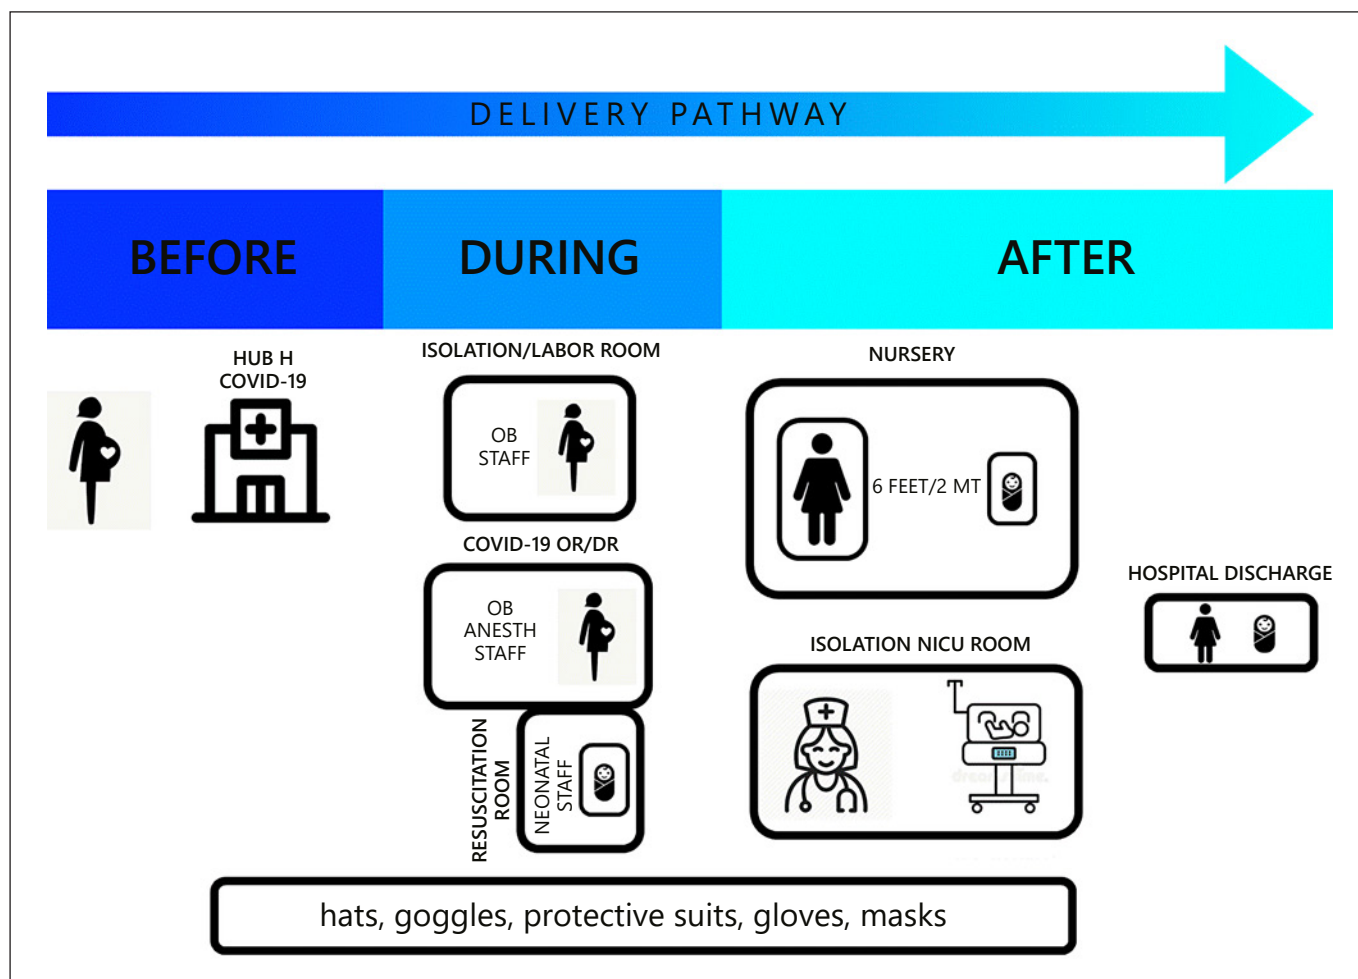 DELIVERY PATHWAY
BEFORE
DURING
AFTER
HUB H
COVID-19
ISOLATION/LABOR ROOM
OB
STAFF
COVID-19 OR/DR
OB
ANESTH
STAFF
RESUSCITATION
ROOM
NEONATAL
STAFF
NURSERY
6 FEET/2 MT
ISOLATION NICU ROOM
HOSPITAL DISCHARGE
hats, goggles, protective suits, gloves, masks